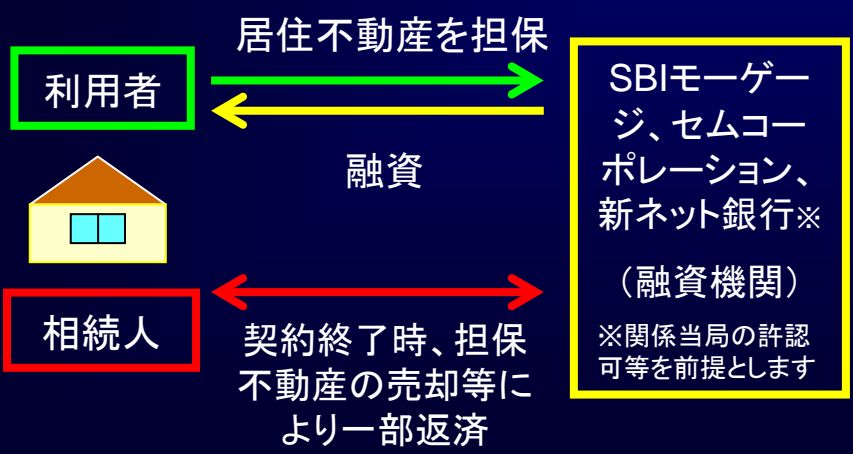 居住不動産を担保
利用者
融資
SBIモーゲー
ジ、セムコー
ポレーション、
新ネット銀行※
（融資機関）
※関係当局の許認
可等を前提とします
相続人
契約終了時、担保
不動産の売却等に
より一部返済